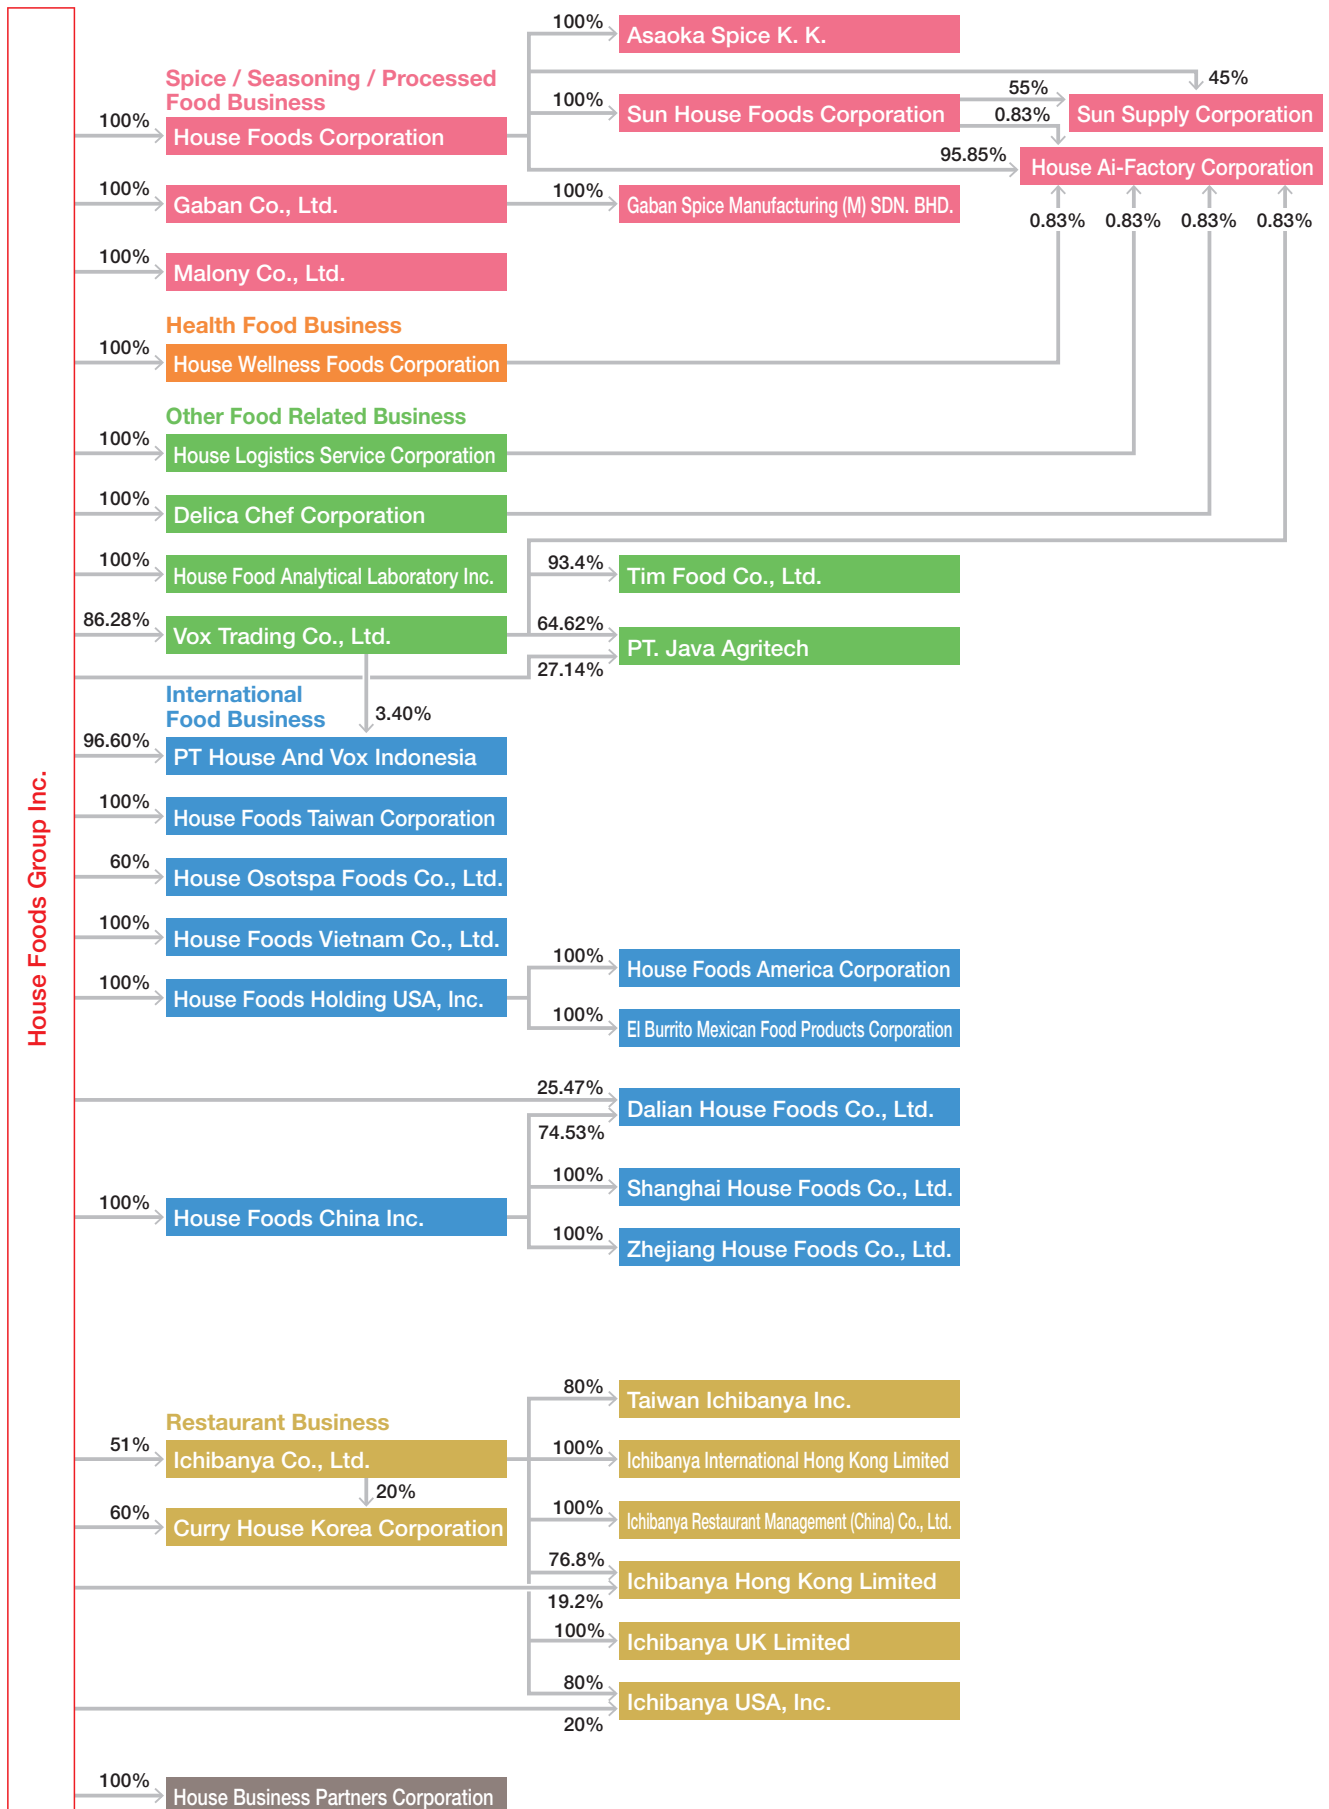 House Foods Group Inc.
100%
Asaoka Spice K. K.
Spice / Seasoning / Processed
Food Business
45%
100%
Sun House Foods Corporation
55%
Sun Supply Corporation
0.83%
100%
House Foods Corporation
95.85%
House Ai-Factory Corporation
100%
Gaban Co., Ltd.
100%
Gaban Spice Manufacturing (M) SDN. BHD.
0.83%
0.83%
0.83%
0.83%
100%
Malony Co., Ltd.
Health Food Business
100%
House Wellness Foods Corporation
Other Food Related Business
100%
House Logistics Service Corporation
100%
Delica Chef Corporation
100%
House Food Analytical Laboratory Inc.
93.4%
Tim Food Co., Ltd.
86.28%
Vox Trading Co., Ltd.
64.62%
PT. Java Agritech
27.14%
International
Food Business
3.40%
96.60%
PT House And Vox Indonesia
100%
House Foods Taiwan Corporation
60%
House Osotspa Foods Co., Ltd.
100%
House Foods Vietnam Co., Ltd.
100%
House Foods America Corporation
100%
House Foods Holding USA, Inc.
100%
El Burrito Mexican Food Products Corporation
25.47%
Dalian House Foods Co., Ltd.
74.53%
100%
Shanghai House Foods Co., Ltd.
100%
House Foods China Inc.
100%
Zhejiang House Foods Co., Ltd.
80%
Taiwan Ichibanya Inc.
Restaurant Business
51%
Ichibanya Co., Ltd.
100%
Ichibanya International Hong Kong Limited
20%
60%
Curry House Korea Corporation
100%
Ichibanya Restaurant Management (China) Co., Ltd.
76.8%
Ichibanya Hong Kong Limited
19.2%
100%
Ichibanya UK Limited
80%
Ichibanya USA, Inc.
20%
100%
House Business Partners Corporation